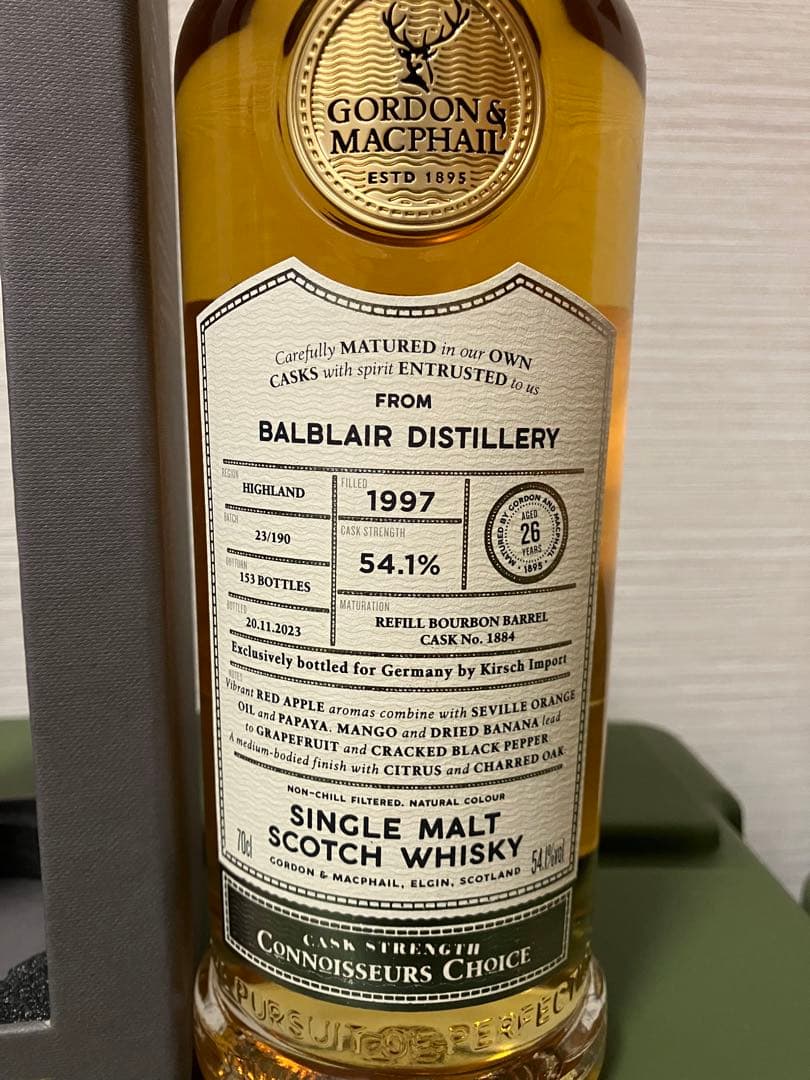 GORDON &
MACPHAIL
ESTD 1895
Carefully MATURED in our OWN
CASKS with spirit ENTRUSTED to us
FROM
BALBLAIR DISTILLERY
REGION
HIGHLAND
BATCH
23/190
OUTTURN
153 BOTTLES
BOTTLED
20.11.2023
FILLED
1997
CASK STRENGTH
54.1%
MATURED BY GORDON AND MACPHAIL
AGED
26
YEARS
• 1895 •
MATURATION
REFILL BOURBON BARREL
CASK No. 1884
Exclusively bottled for Germany by Kirsch Import
NOTES
Vibrant RED APPLE aromas combine with SEVILLE ORANGE
OIL and PAPAYA. MANGO and DRIED BANANA lead
to GRAPEFRUIT and CRACKED BLACK PEPPER
A medium-bodied finish with CITRUS and CHARRED OAK
NON-CHILL FILTERED. NATURAL COLOUR
SINGLE MALT
SCOTCH WHISKY
70cl
54.1%vol
GORDON & MACPHAIL, ELGIN, SCOTLAND
CASK STRENGTH
CONNOISSEURS CHOICE
PURSUIT OF PERFECT